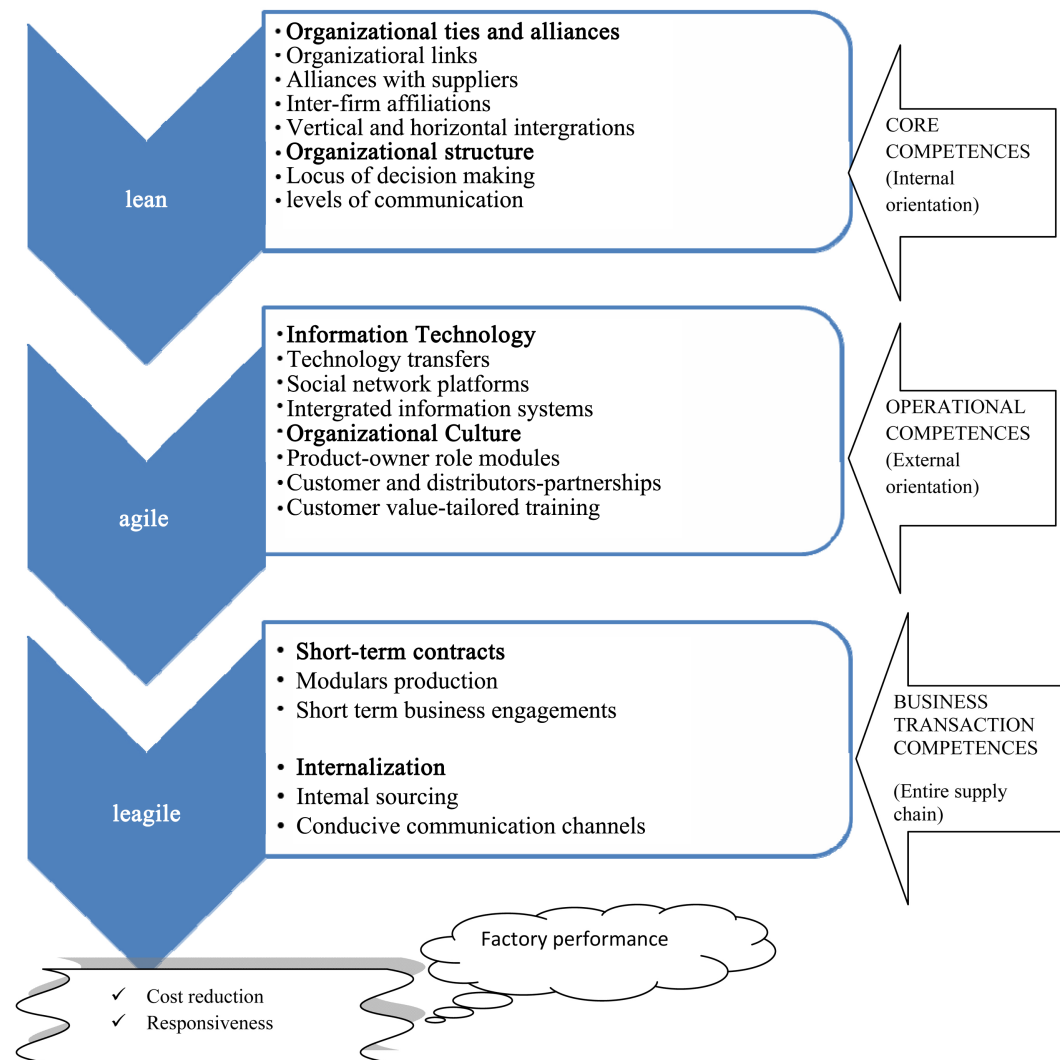 • Organizational ties and alliances
• Organizatioral links
• Alliances with suppliers
• Inter-firm affiliations
• Vertical and horizontal intergrations
• Organizational structure
• Locus of decision making
• levels of communication
lean
CORE
COMPETENCES
(Internal
orientation)
• Information Technology
• Technology transfers
• Social network platforms
• Intergrated information systems
• Organizational Culture
• Product-owner role modules
• Customer and distributors-partnerships
• Customer value-tailored training
agile
OPERATIONAL
COMPETENCES
(External
orientation)
• Short-term contracts
• Modulars production
• Short term business engagements
• Internalization
• Intemal sourcing
• Conducive communication channels
leagile
BUSINESS
TRANSACTION
COMPETENCES
(Entire supply
chain)
Factory performance
✓ Cost reduction
✓ Responsiveness